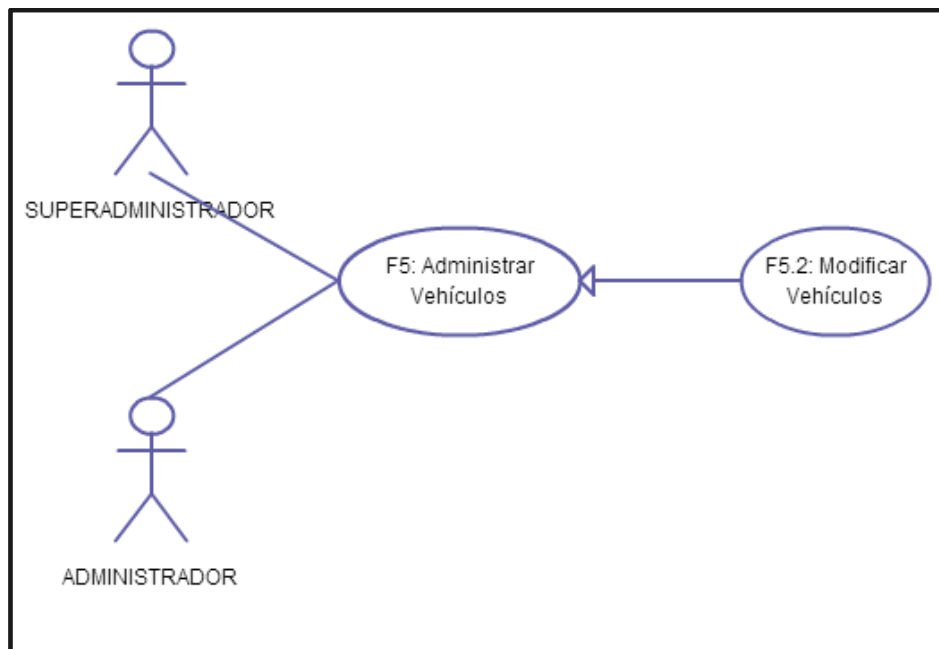 SUPERADMINISTRADOR
F5: Administrar
Vehículos
F5.2: Modificar
Vehículos
ADMINISTRADOR